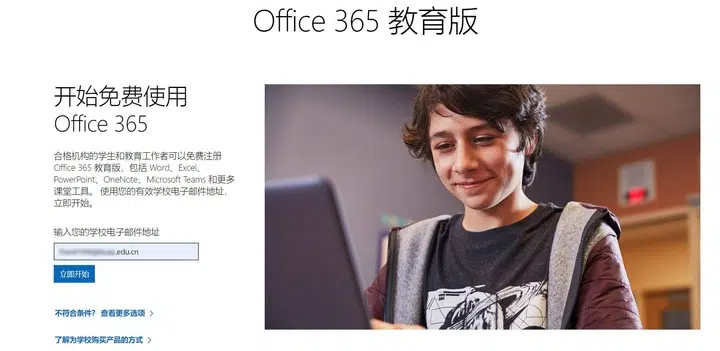 Office 365 教育版
开始免费使用
Office 365
合格机构的学生和教育工作者可以免费注册
Office 365 教育版，包括 Word、Excel、
PowerPoint、OneNote、Microsoft Teams 和更多
课堂工具。 使用您的有效学校电子邮件地址，
立即开始。
输入您的学校电子邮件地址
.edu.cn
立即开始
不符合条件？ 查看更多选项
了解为学校购买产品的方式